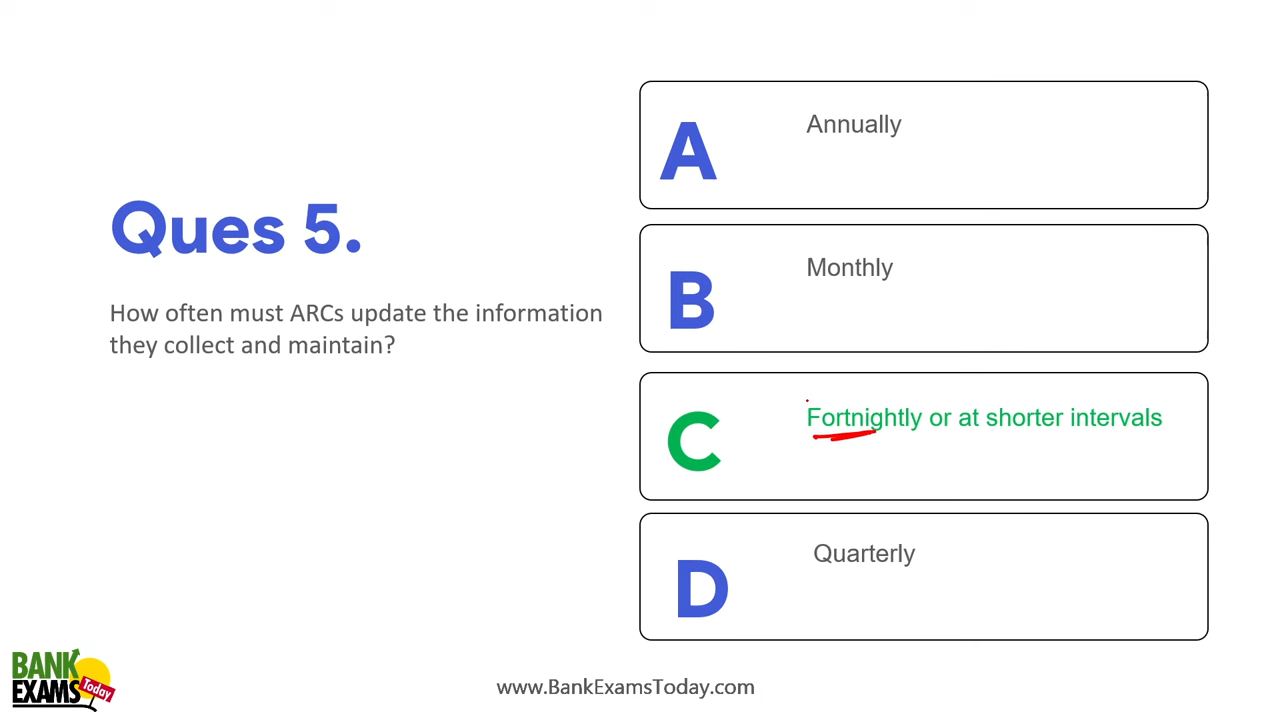 Ques 5.
How often must ARCs update the information
they collect and maintain?
A
Annually
B
Monthly
C
Fortnightly or at shorter intervals
D
Quarterly
BANK
EXAMS
Today
www.BankExamsToday.com